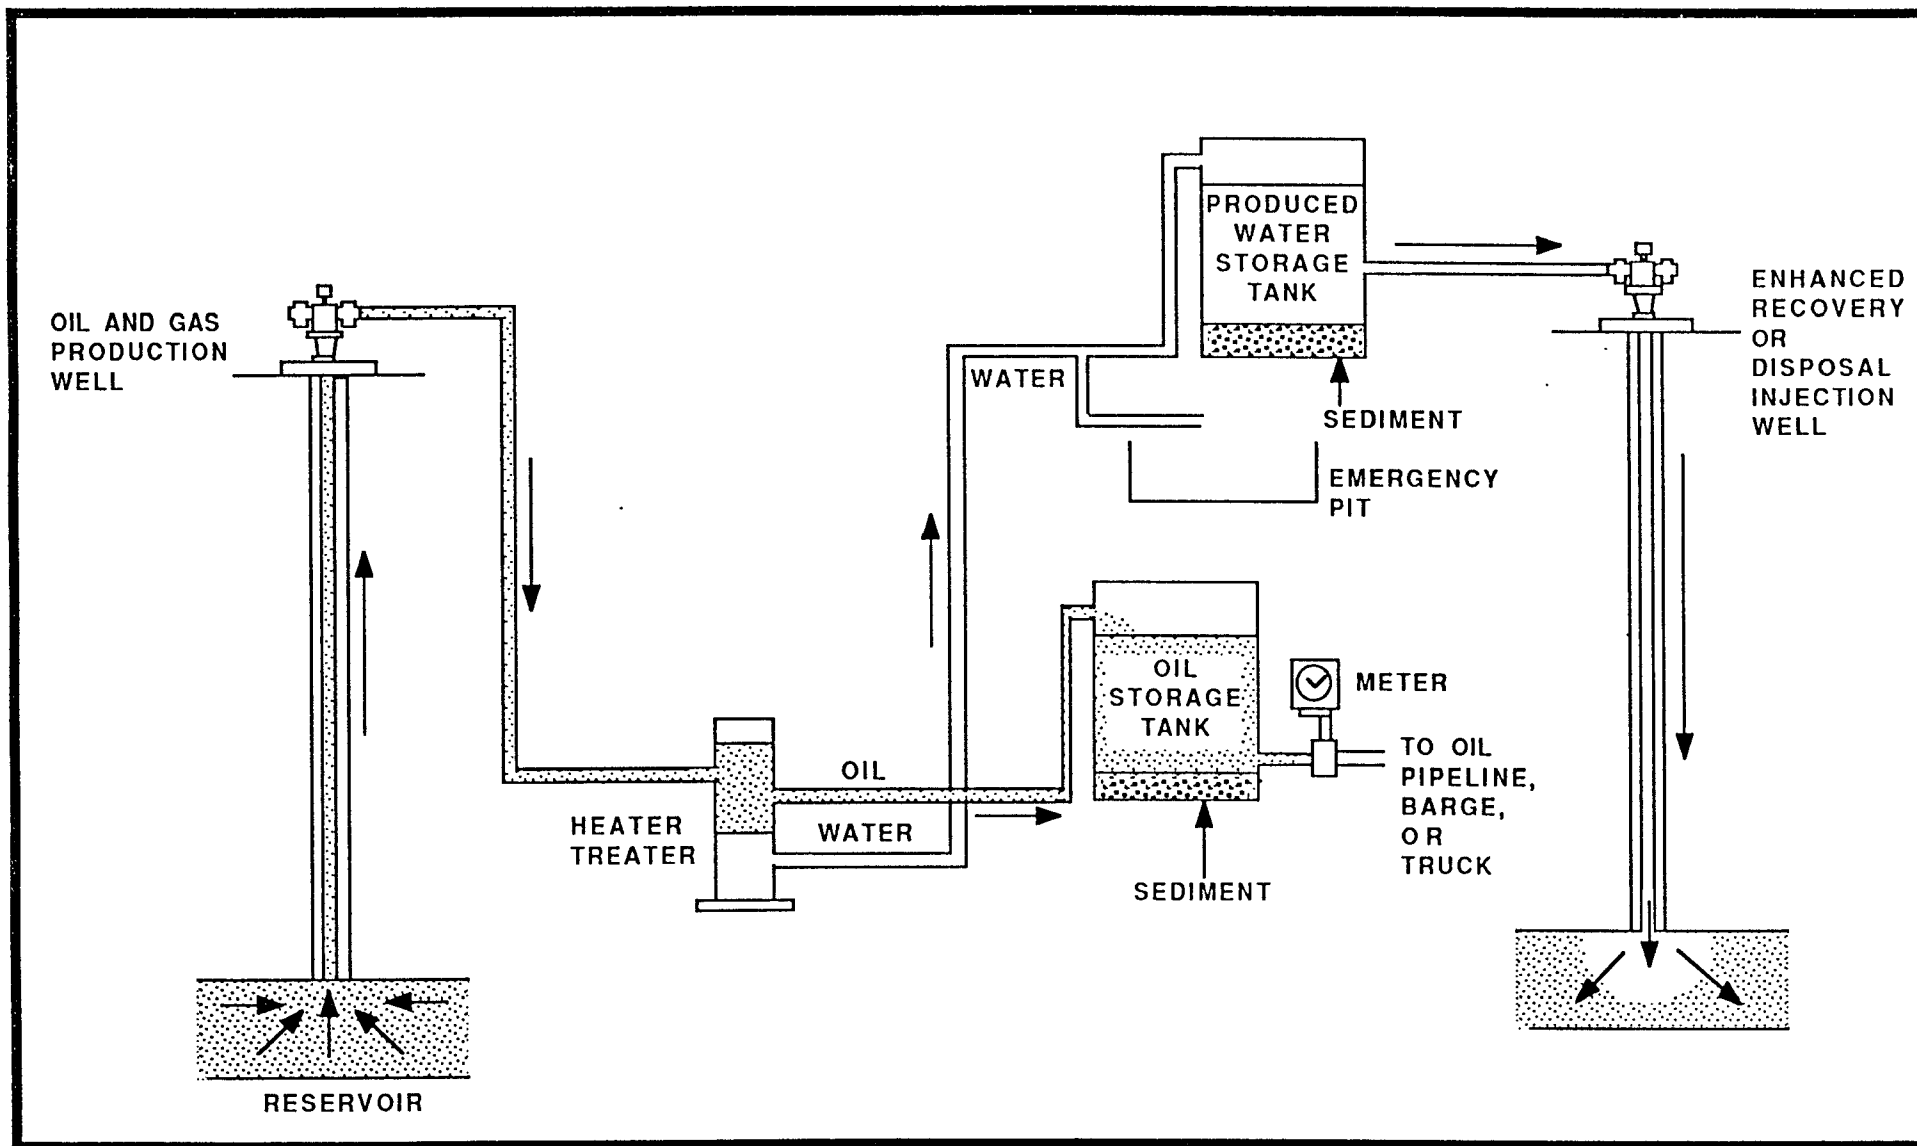 OIL AND GAS
PRODUCTION
WELL
RESERVOIR
HEATER
TREATER
OIL
WATER
WATER
PRODUCED
WATER
STORAGE
TANK
SEDIMENT
EMERGENCY
PIT
OIL
STORAGE
TANK
SEDIMENT
METER
TO OIL
PIPELINE,
BARGE,
OR
TRUCK
ENHANCED
RECOVERY
OR
DISPOSAL
INJECTION
WELL